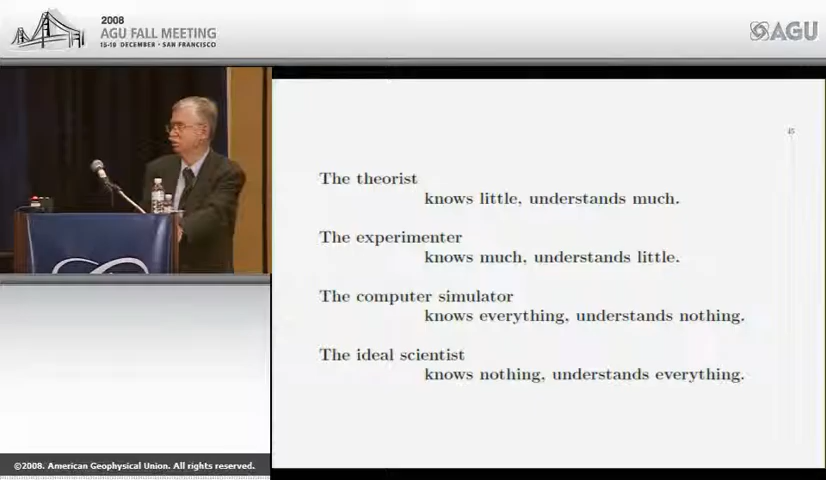 2008
AGU FALL MEETING
15-19 DECEMBER • SAN FRANCISCO
AGU
45
The theorist
knows little, understands much.
The experimenter
knows much, understands little.
The computer simulator
knows everything, understands nothing.
The ideal scientist
knows nothing, understands everything.
©2008. American Geophysical Union. All rights reserved.